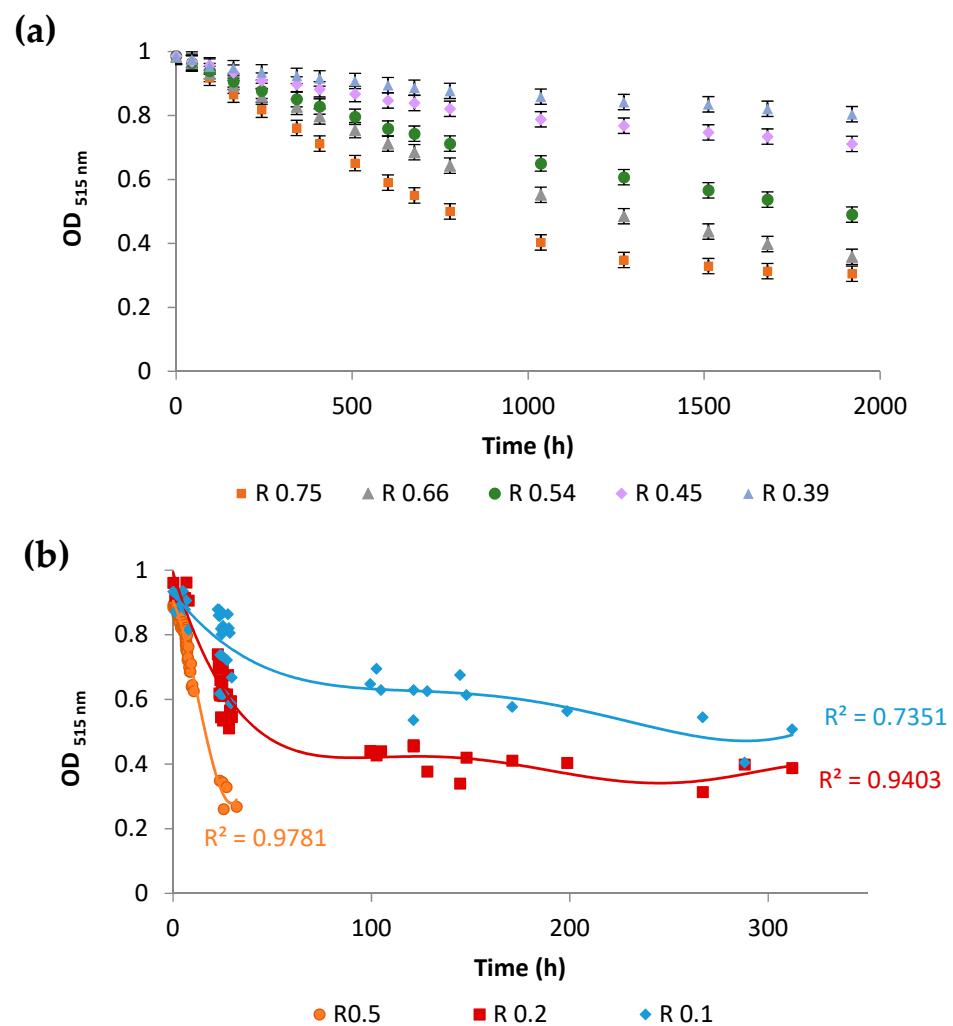 (a)
1
0.8
0.6
0.4
0.2
0
OD 515 nm
0 500 1000 1500 2000
Time (h)
R 0.75 R 0.66 R 0.54 R 0.45 R 0.39
(b)
1
0.8
0.6
0.4
0.2
0
OD 515 nm
R² = 0.7351
R² = 0.9403
R² = 0.9781
0 100 200 300
Time (h)
R0.5 R 0.2 R 0.1